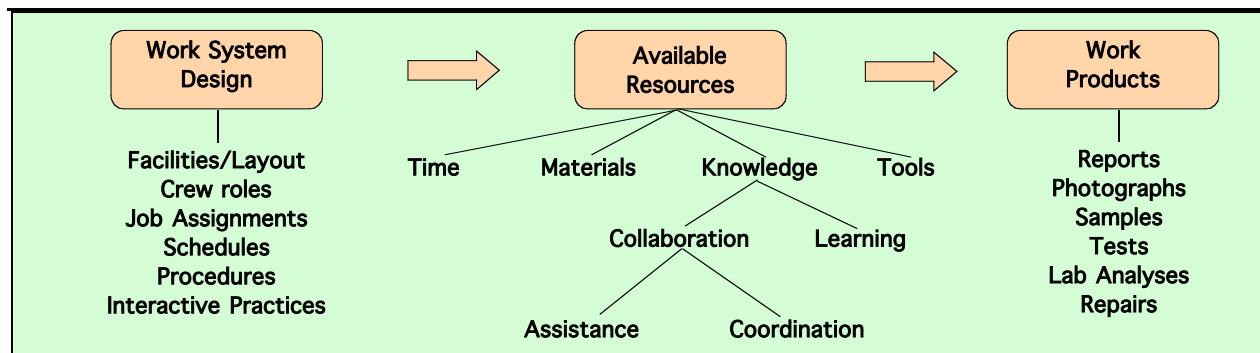 Work System
Design
Available
Resources
Work
Products
Facilities/Layout
Crew roles
Job Assignments
Schedules
Procedures
Interactive Practices
Time
Materials
Knowledge
Tools
Collaboration
Learning
Assistance
Coordination
Reports
Photographs
Samples
Tests
Lab Analyses
Repairs